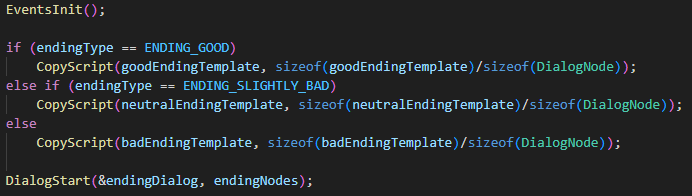 EventsInit();
if (endingType == ENDING_GOOD)
CopyScript(goodEndingTemplate, sizeof(goodEndingTemplate)/sizeof(DialogNode));
else if (endingType == ENDING_SLIGHTLY_BAD)
CopyScript(neutralEndingTemplate, sizeof(neutralEndingTemplate)/sizeof(DialogNode));
else
CopyScript(badEndingTemplate, sizeof(badEndingTemplate)/sizeof(DialogNode));
DialogStart(&endingDialog, endingNodes);